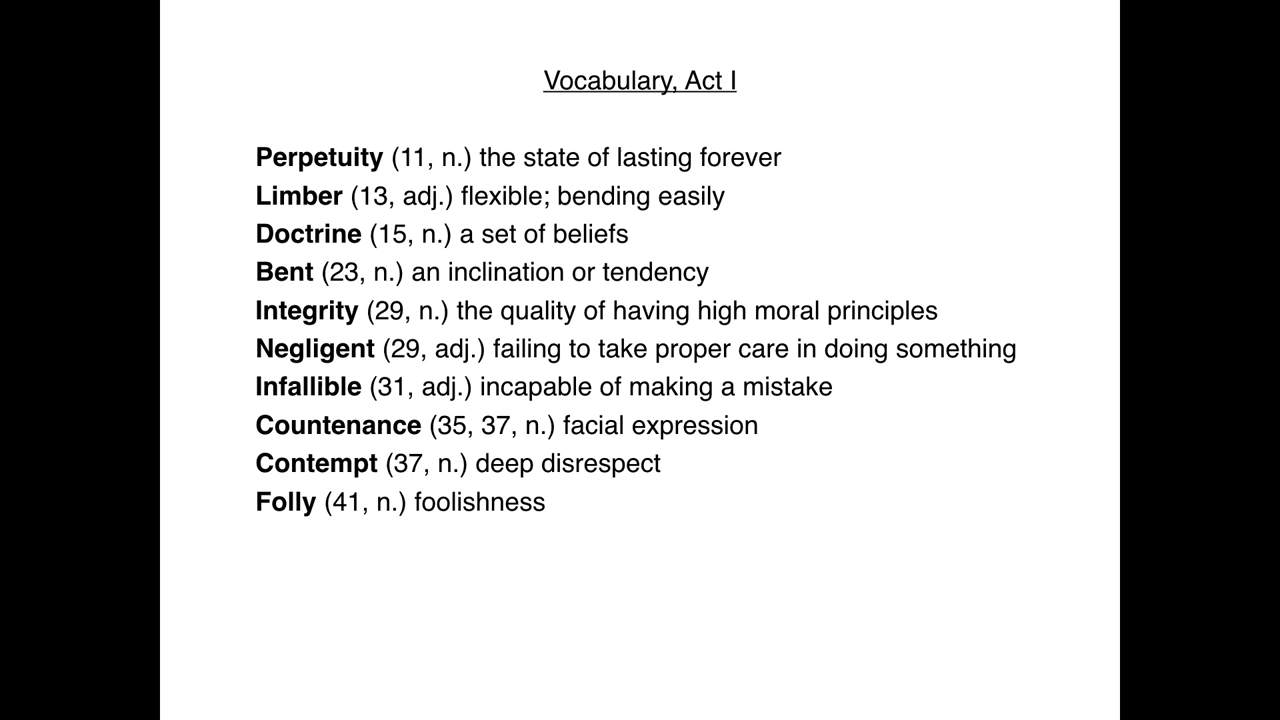 Vocabulary, Act I
Perpetuity (11, n.) the state of lasting forever
Limber (13, adj.) flexible; bending easily
Doctrine (15, n.) a set of beliefs
Bent (23, n.) an inclination or tendency
Integrity (29, n.) the quality of having high moral principles
Negligent (29, adj.) failing to take proper care in doing something
Infallible (31, adj.) incapable of making a mistake
Countenance (35, 37, n.) facial expression
Contempt (37, n.) deep disrespect
Folly (41, n.) foolishness